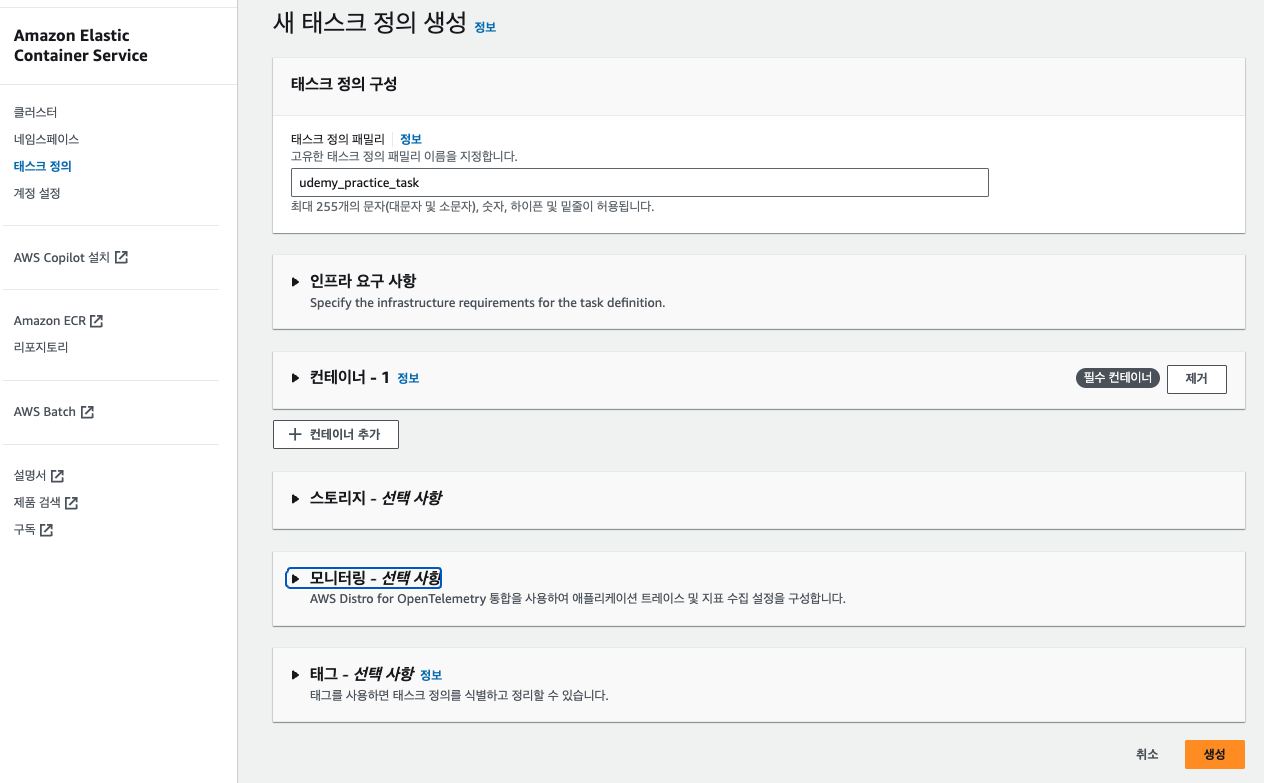 Amazon Elastic
Container Service
클러스터
네임스페이스
태스크 정의
계정 설정
AWS Copilot 설치
Amazon ECR
리포지토리
AWS Batch
설명서
제품 검색
구독
새 태스크 정의 생성 정보
태스크 정의 구성
태스크 정의 패밀리 정보
고유한 태스크 정의 패밀리 이름을 지정합니다.
udemy_practice_task
최대 255개의 문자(대문자 및 소문자), 숫자, 하이픈 및 밑줄이 허용됩니다.
인프라 요구 사항
Specify the infrastructure requirements for the task definition.
컨테이너 - 1 정보 필수 컨테이너 제거
컨테이너 추가
스토리지 - 선택 사항
모니터링 - 선택 사항
AWS Distro for OpenTelemetry 통합을 사용하여 애플리케이션 트레이스 및 지표 수집 설정을 구성합니다.
태그 - 선택 사항 정보
태그를 사용하면 태스크 정의를 식별하고 정리할 수 있습니다.
취소 생성